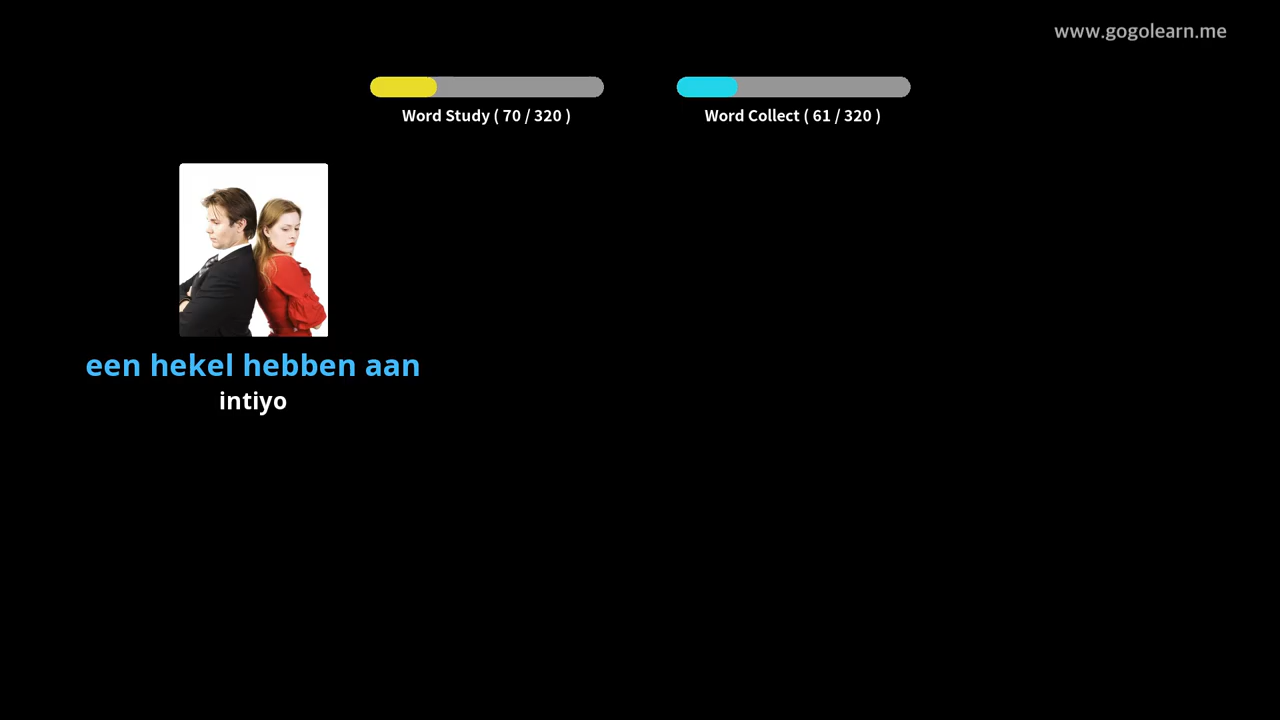 www.gogolearn.me
Word Study ( 70 / 320 )
Word Collect ( 61 / 320 )
een hekel hebben aan
intiyo